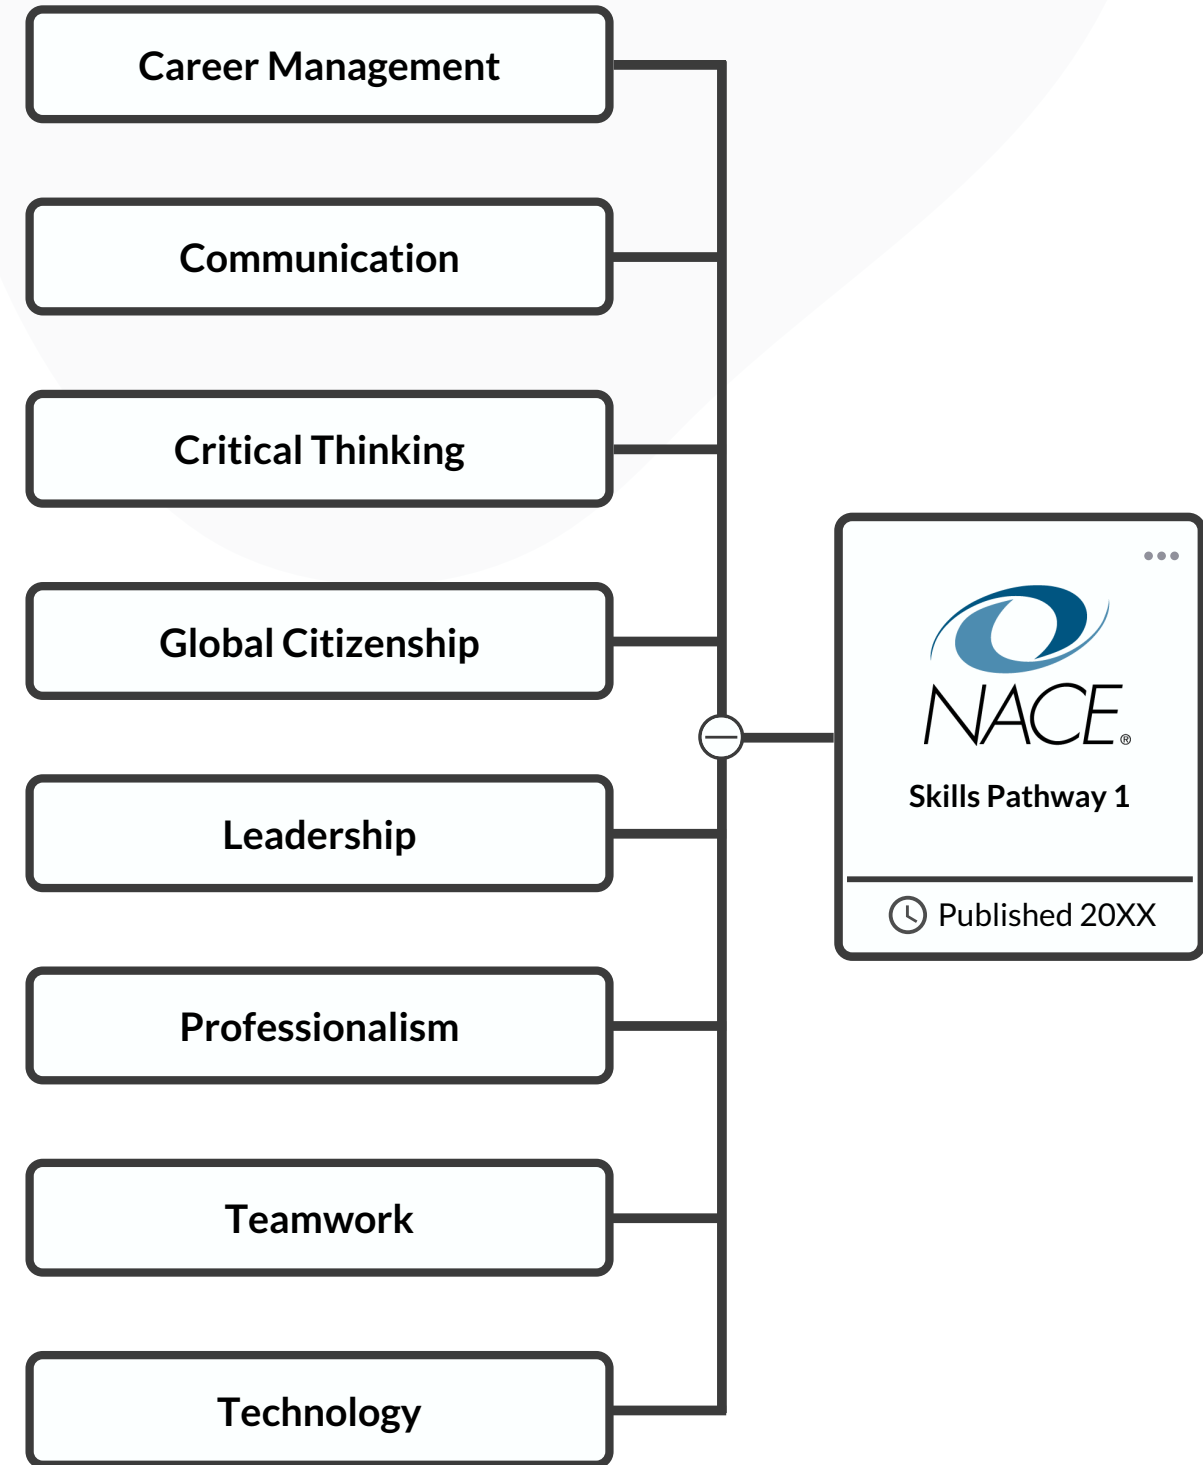 Career Management
Communication
Critical Thinking
Global Citizenship
Leadership
Professionalism
Teamwork
Technology
NACE®
Skills Pathway 1
Published 20XX